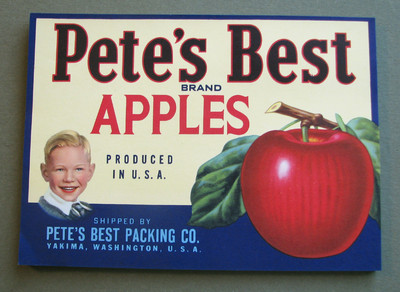 Pete's Best
BRAND
APPLES
PRODUCED
IN U.S.A.
SHIPPED BY
PETE'S BEST PACKING CO.
YAKIMA, WASHINGTON, U.S.A.